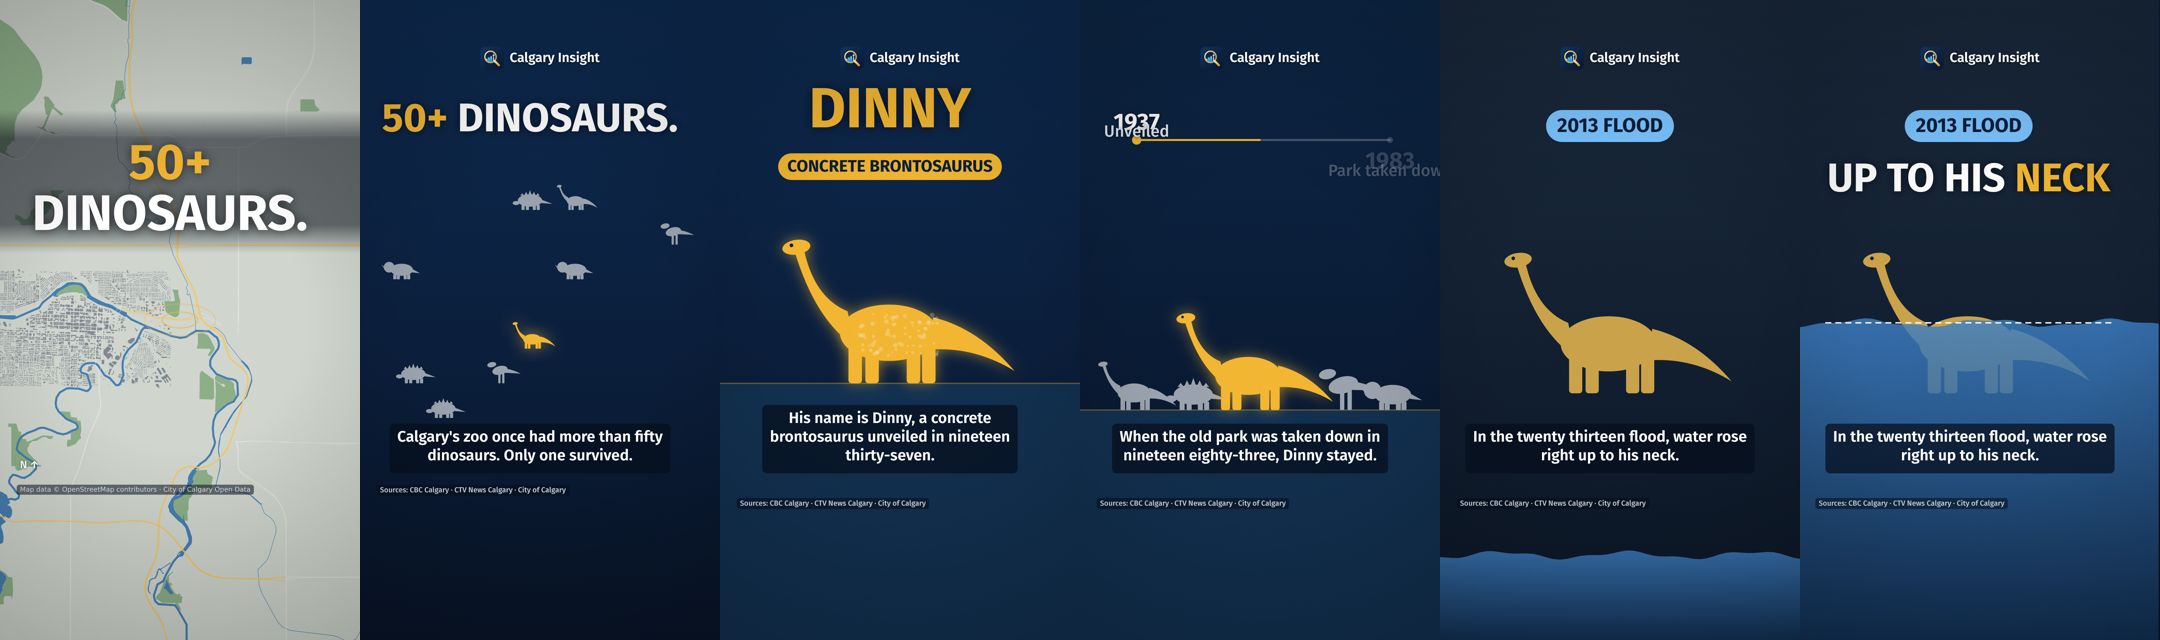 50+
DINOSAURS.
N ↑
Map data © OpenStreetMap contributors · City of Calgary Open Data
Calgary Insight
50+ DINOSAURS.
Calgary's zoo once had more than fifty
dinosaurs. Only one survived.
Sources: CBC Calgary · CTV News Calgary · City of Calgary
Calgary Insight
DINNY
CONCRETE BRONTOSAURUS
His name is Dinny, a concrete
brontosaurus unveiled in nineteen
thirty-seven.
Sources: CBC Calgary · CTV News Calgary · City of Calgary
Calgary Insight
1937
Unveiled
1983
Park taken dow
When the old park was taken down in
nineteen eighty-three, Dinny stayed.
Sources: CBC Calgary · CTV News Calgary · City of Calgary
Calgary Insight
2013 FLOOD
In the twenty thirteen flood, water rose
right up to his neck.
Sources: CBC Calgary · CTV News Calgary · City of Calgary
Calgary Insight
2013 FLOOD
UP TO HIS NECK
In the twenty thirteen flood, water rose
right up to his neck.
Sources: CBC Calgary · CTV News Calgary · City of Calgary